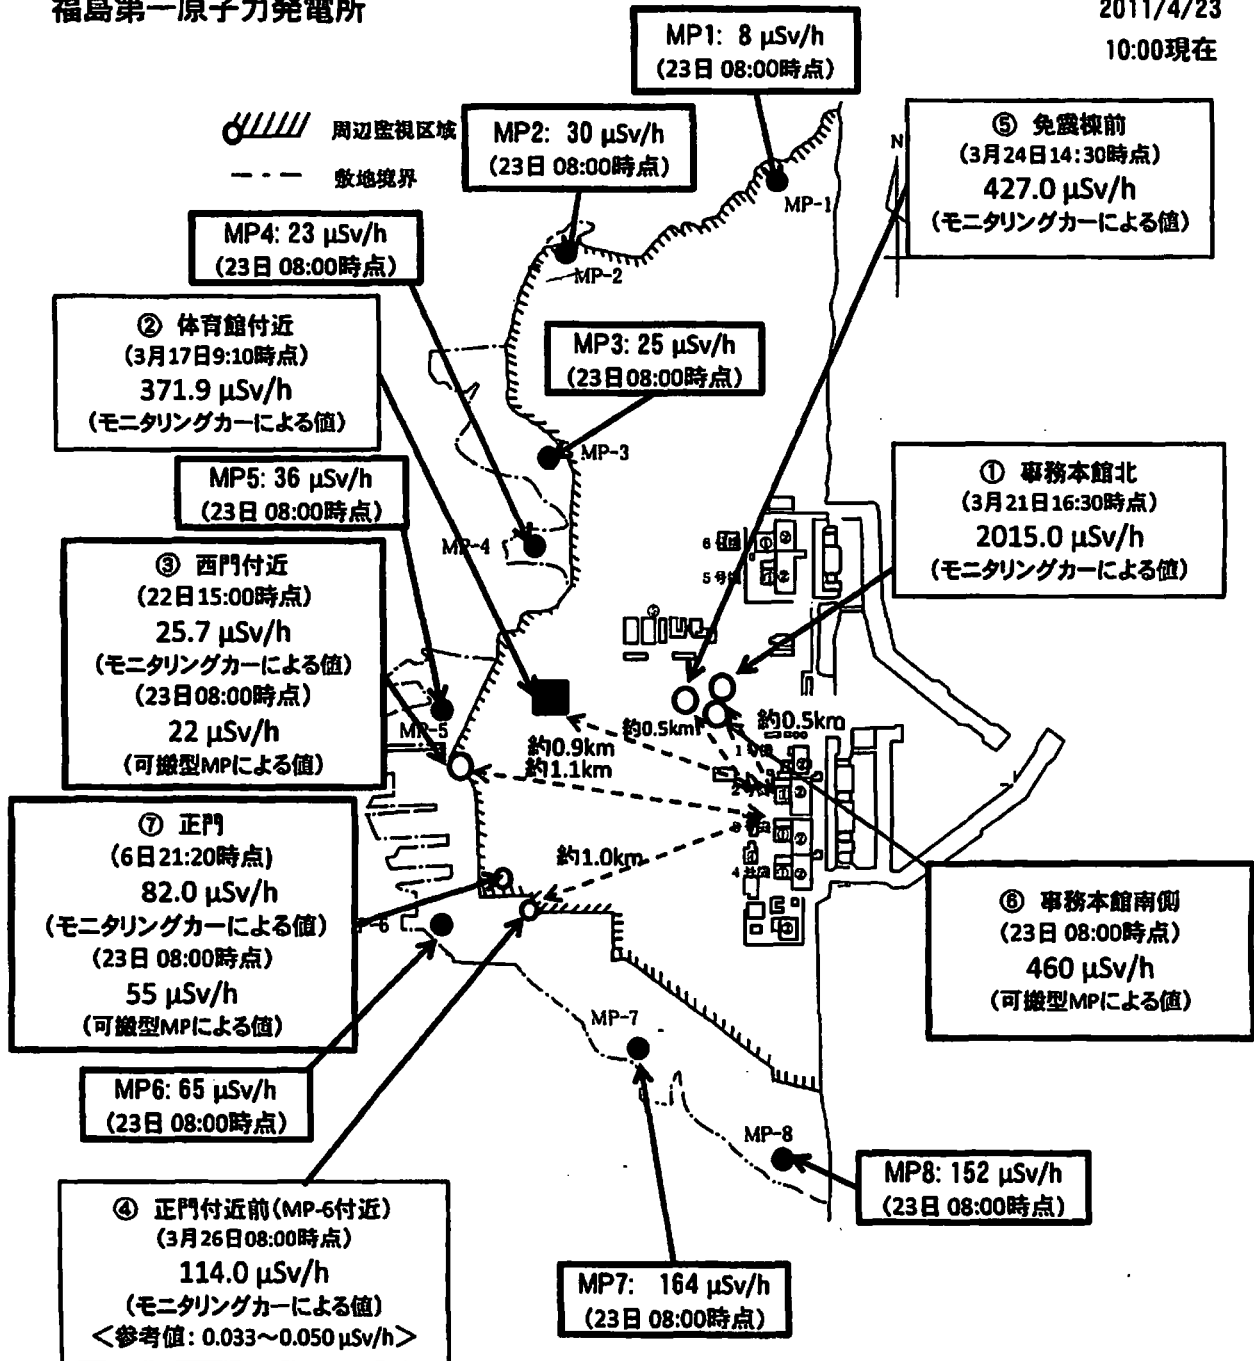 福島第一原子力発電所
2011/4/23
10:00現在
周辺監視区域
敷地境界
MP1: 8 μSv/h
(23日 08:00時点)
MP2: 30 μSv/h
(23日 08:00時点)
⑤ 免震棟前
(3月24日14:30時点)
427.0 μSv/h
(モニタリングカーによる値)
N
MP-1
MP4: 23 μSv/h
(23日 08:00時点)
MP-2
② 体育館付近
(3月17日9:10時点)
371.9 μSv/h
(モニタリングカーによる値)
MP3: 25 μSv/h
(23日08:00時点)
MP-3
MP5: 36 μSv/h
(23日 08:00時点)
① 事務本館北
(3月21日16:30時点)
2015.0 μSv/h
(モニタリングカーによる値)
MP-4
③ 西門付近
(22日15:00時点)
25.7 μSv/h
(モニタリングカーによる値)
(23日08:00時点)
22 μSv/h
(可搬型MPによる値)
MP-5
約0.5km
約0.5km
約0.9km
約1.1km
約1.0km
⑦ 正門
(6日21:20時点)
82.0 μSv/h
(モニタリングカーによる値)
(23日 08:00時点)
55 μSv/h
(可搬型MPによる値)
⑥ 事務本館南側
(23日 08:00時点)
460 μSv/h
(可搬型MPによる値)
MP-7
MP6: 65 μSv/h
(23日 08:00時点)
MP-8
MP8: 152 μSv/h
(23日 08:00時点)
④ 正門付近前(MP-6付近)
(3月26日08:00時点)
114.0 μSv/h
(モニタリングカーによる値)
<参考値: 0.033～0.050 μSv/h>
MP7: 164 μSv/h
(23日 08:00時点)